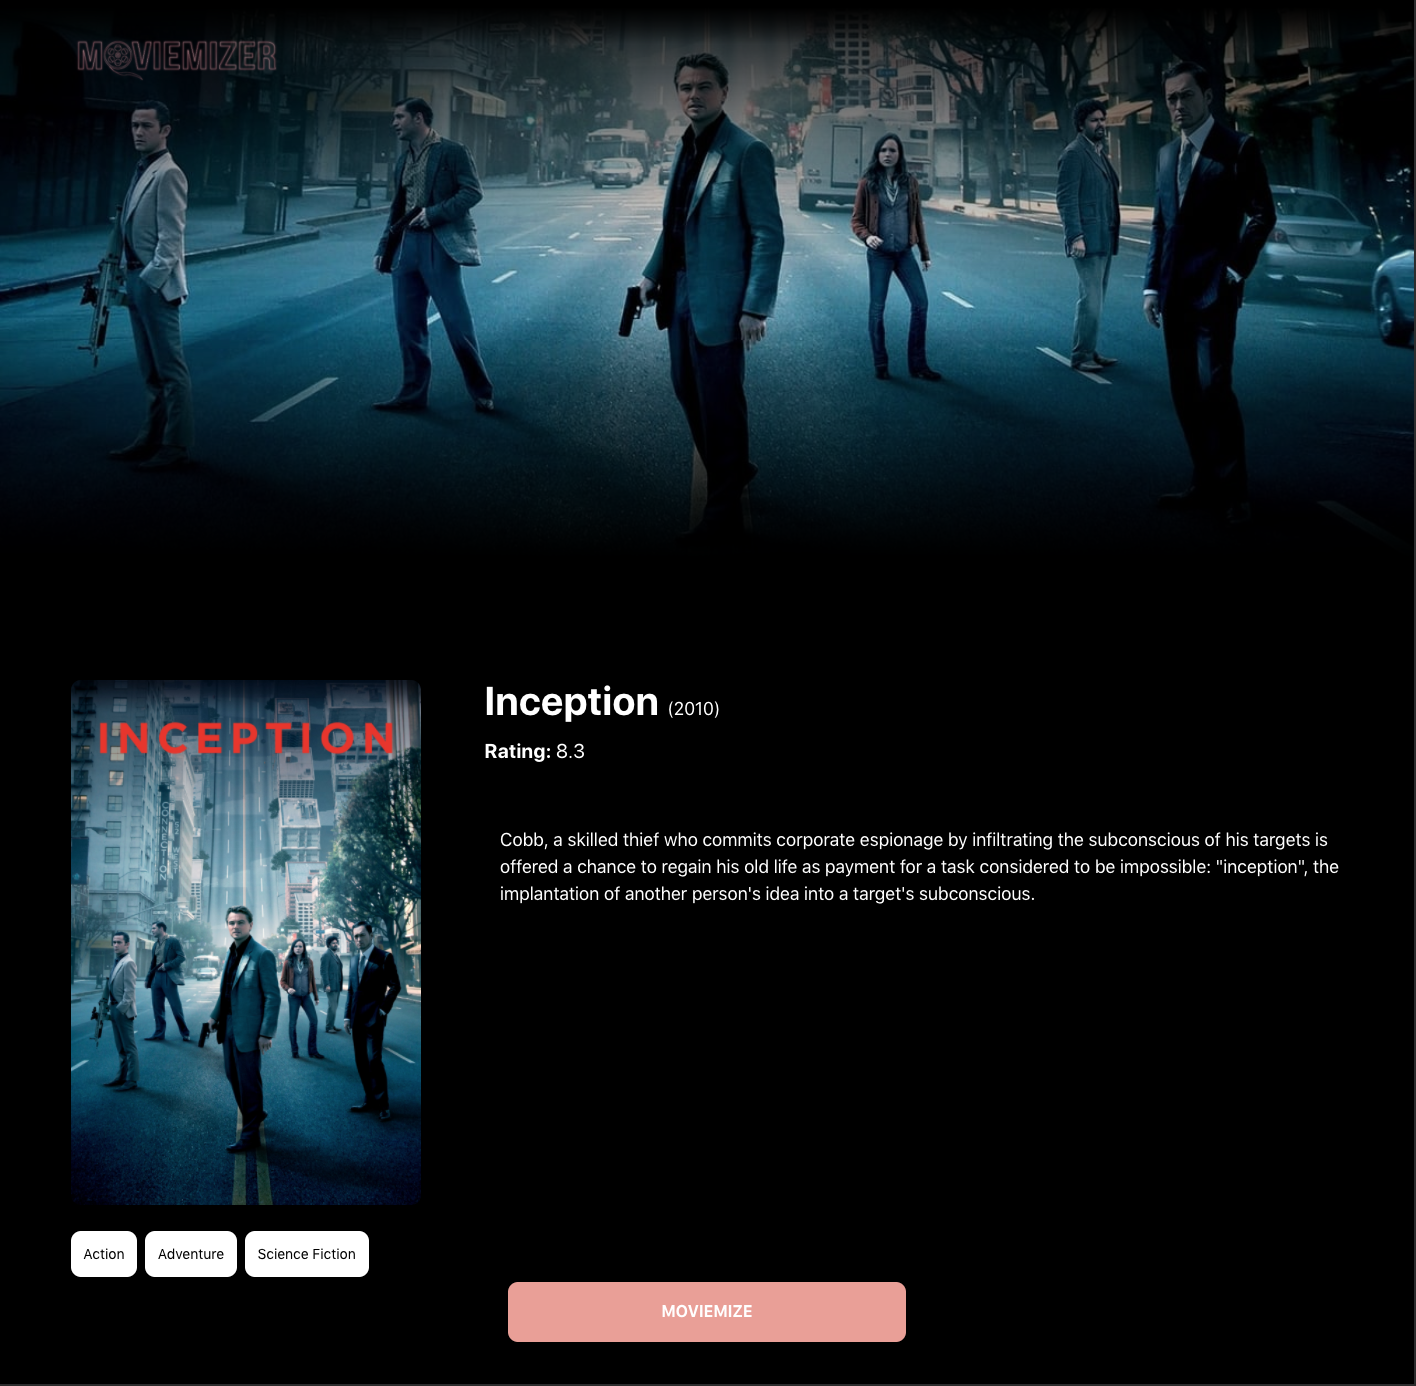 MOVIEMIZER
INCEPTION
Inception (2010)
Rating: 8.3
Cobb, a skilled thief who commits corporate espionage by infiltrating the subconscious of his targets is
offered a chance to regain his old life as payment for a task considered to be impossible: "inception", the
implantation of another person's idea into a target's subconscious.
Action
Adventure
Science Fiction
MOVIEMIZE